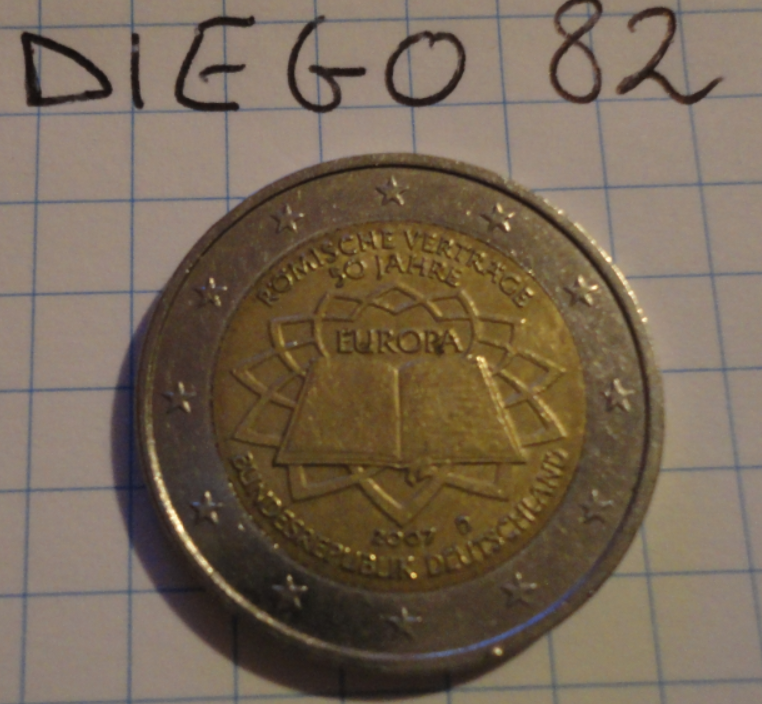 DIEGO 82
RÖMISCHE VERTRÄGE
50 JAHRE
EUROPA
2007 D
BUNDESREPUBLIK DEUTSCHLAND